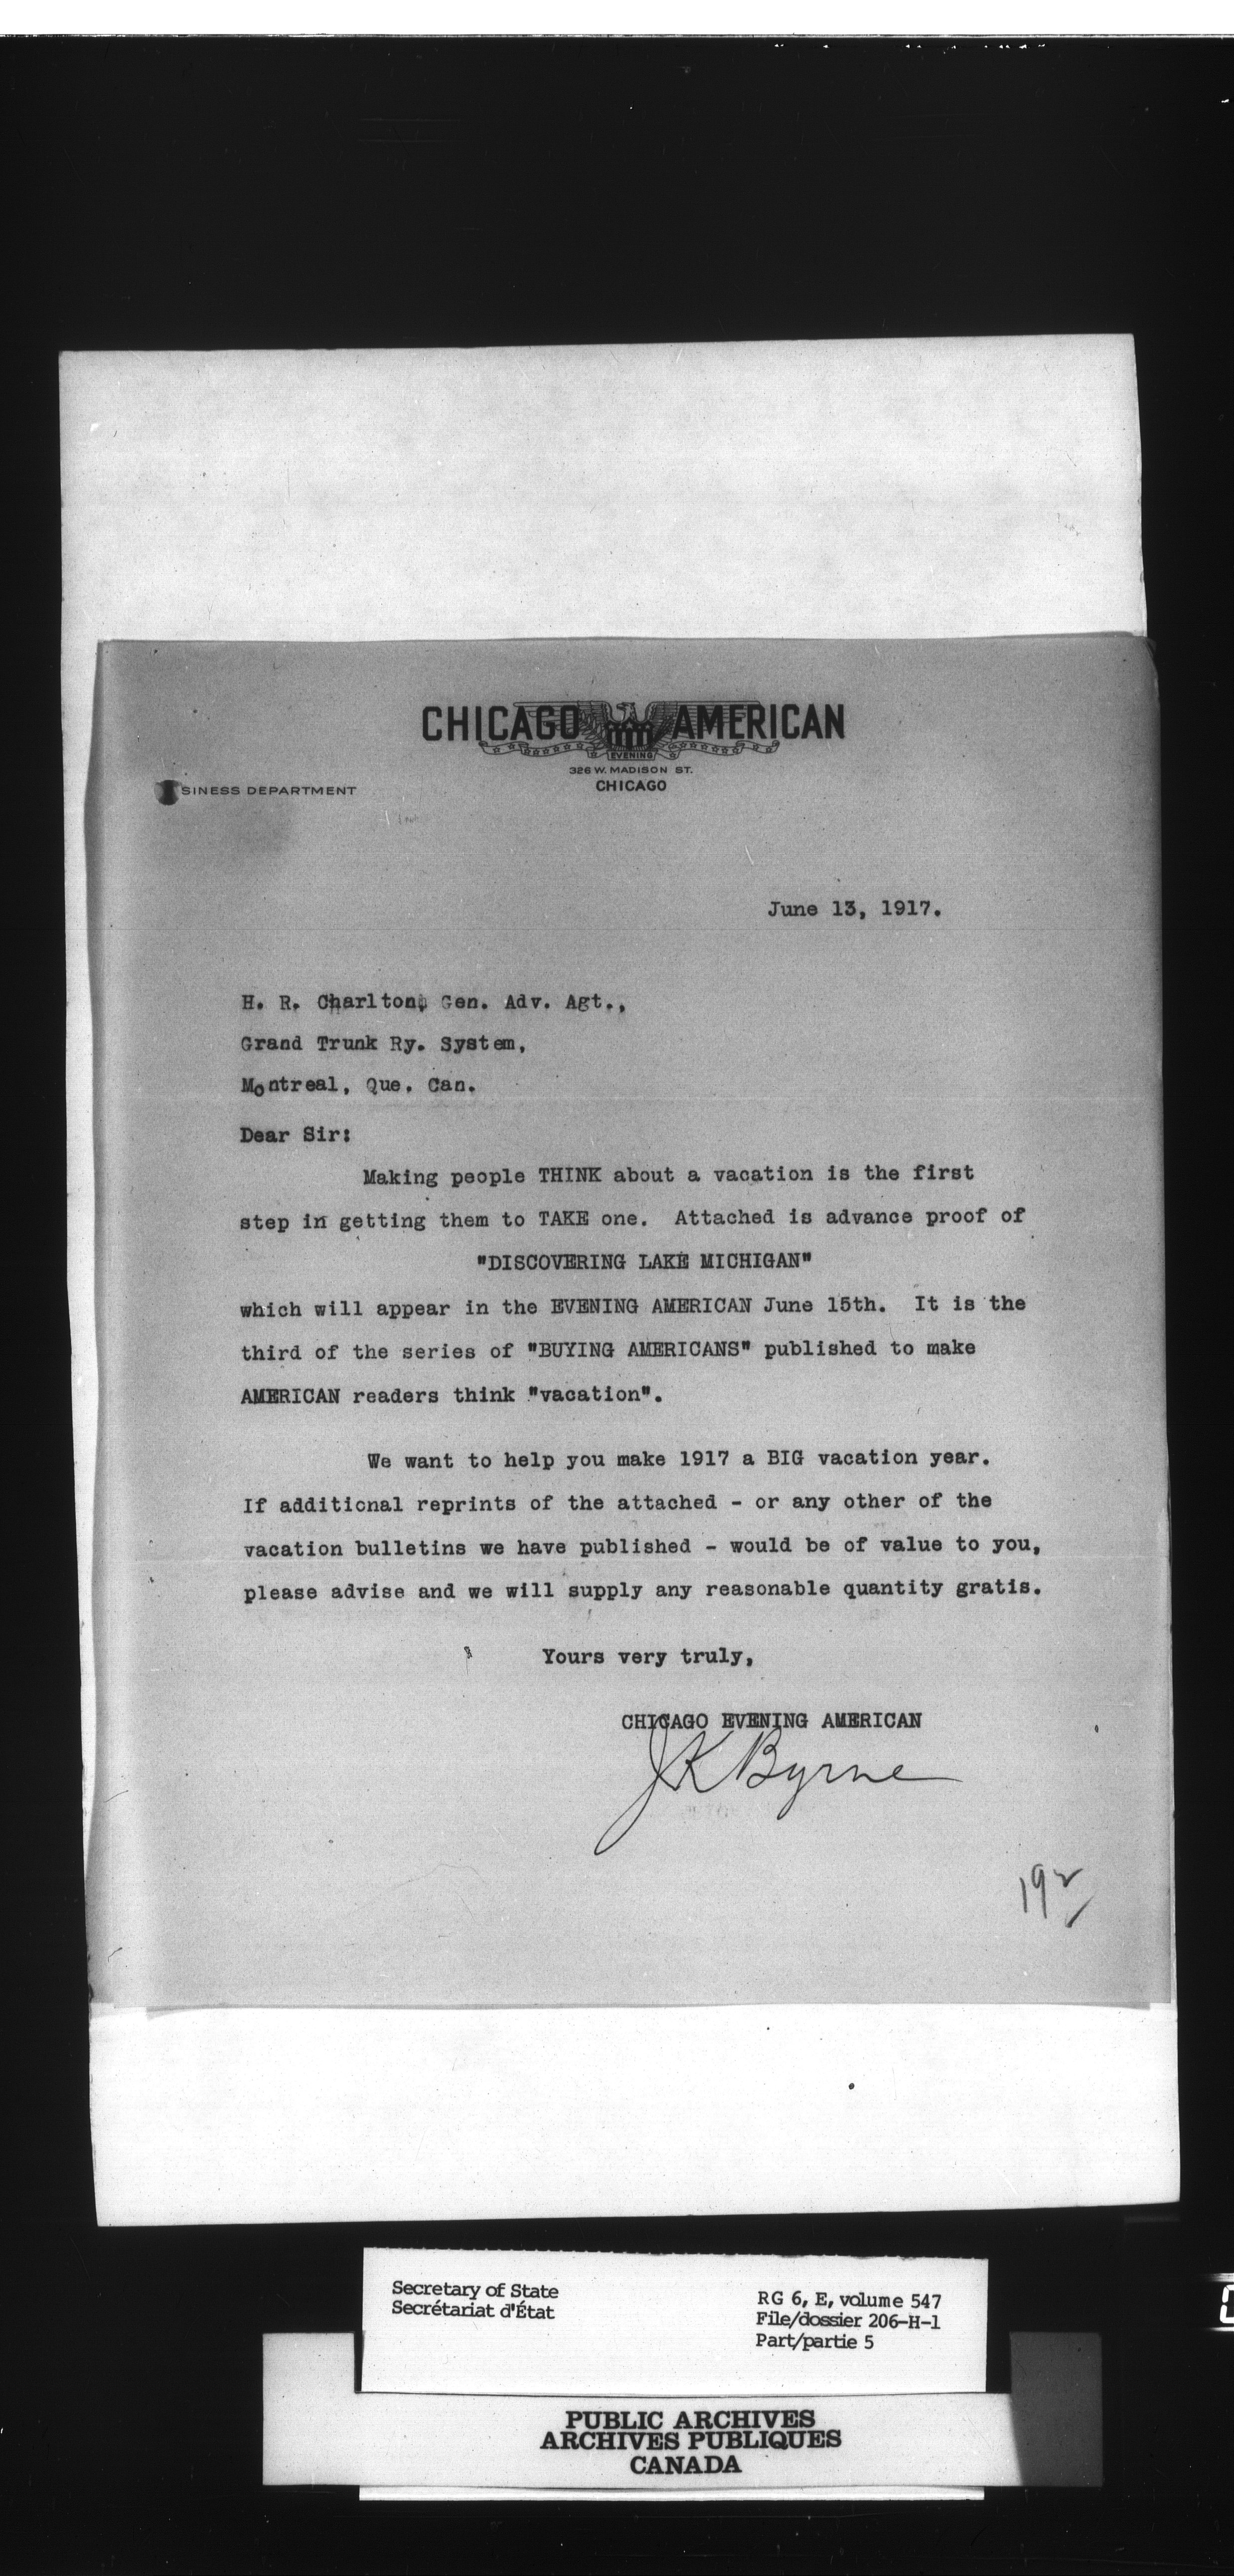 CHICAGO AMERICAN
EVENING
326 W. MADISON ST.
CHICAGO
SINESS DEPARTMENT
June 13, 1917.
H. R. Charlton, Gen. Adv. Agt.,
Grand Trunk Ry. System,
Montreal, Que. Can.
Dear Sir:
Making people THINK about a vacation is the first
step in getting them to TAKE one. Attached is advance proof of
"DISCOVERING LAKE MICHIGAN"
which will appear in the EVENING AMERICAN June 15th. It is the
third of the series of "BUYING AMERICANS" published to make
AMERICAN readers think "vacation".
We want to help you make 1917 a BIG vacation year.
If additional reprints of the attached - or any other of the
vacation bulletins we have published - would be of value to you,
please advise and we will supply any reasonable quantity gratis.
Yours very truly,
CHICAGO EVENING AMERICAN
JK Byrne
192
Secretary of State
Secrétariat d'État
RG 6, E, volume 547
File/dossier 206-H-1
Part/partie 5
PUBLIC ARCHIVES
ARCHIVES PUBLIQUES
CANADA